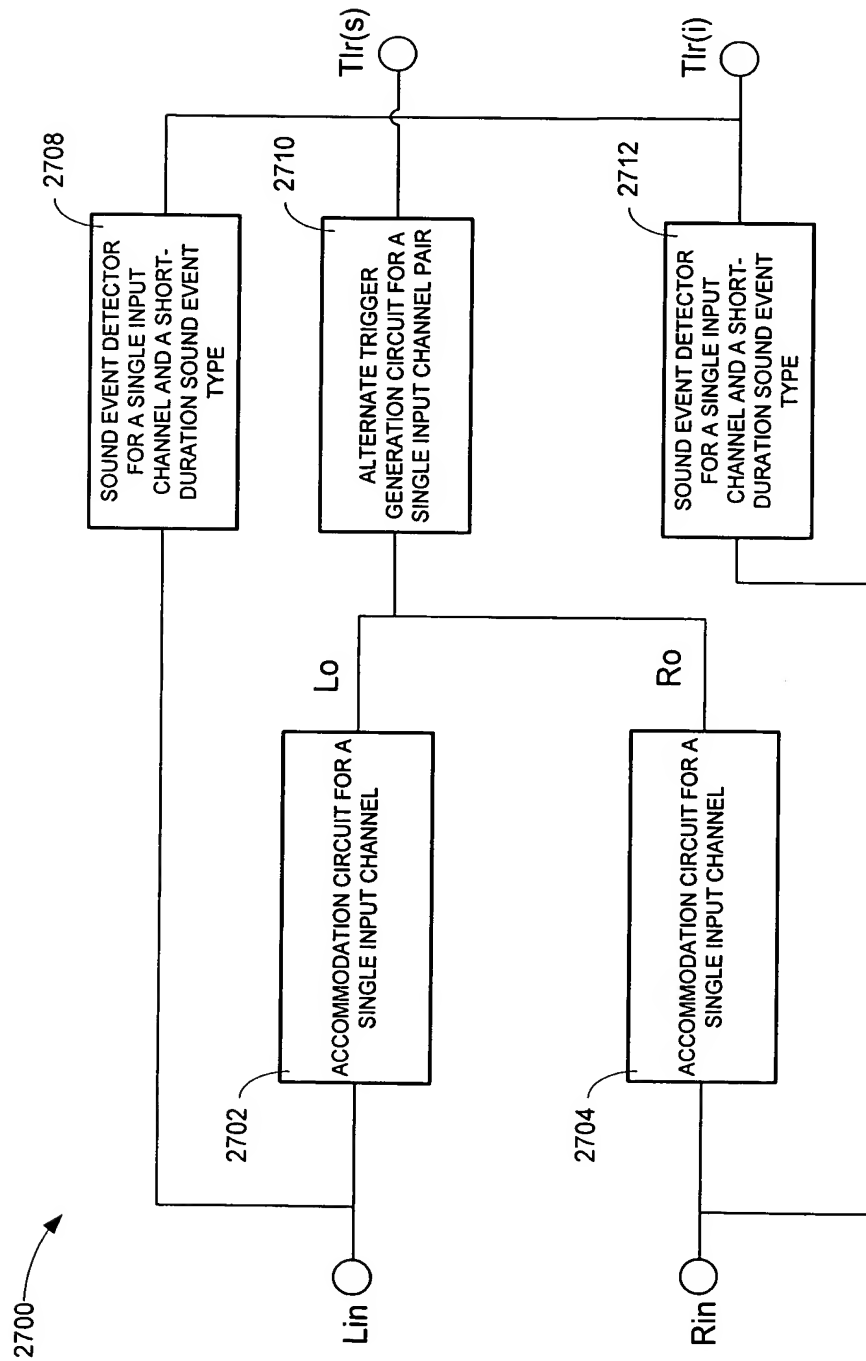 2700
2708
SOUND EVENT DETECTOR
FOR A SINGLE INPUT
CHANNEL AND A SHORT-
DURATION SOUND EVENT
TYPE
Tlr(s)
2710
ALTERNATE TRIGGER
GENERATION CIRCUIT FOR A
SINGLE INPUT CHANNEL PAIR
Lo
2702
ACCOMMODATION CIRCUIT FOR A
SINGLE INPUT CHANNEL
Lin
Tlr(i)
2712
SOUND EVENT DETECTOR
FOR A SINGLE INPUT
CHANNEL AND A SHORT-
DURATION SOUND EVENT
TYPE
Ro
2704
ACCOMMODATION CIRCUIT FOR A
SINGLE INPUT CHANNEL
Rin